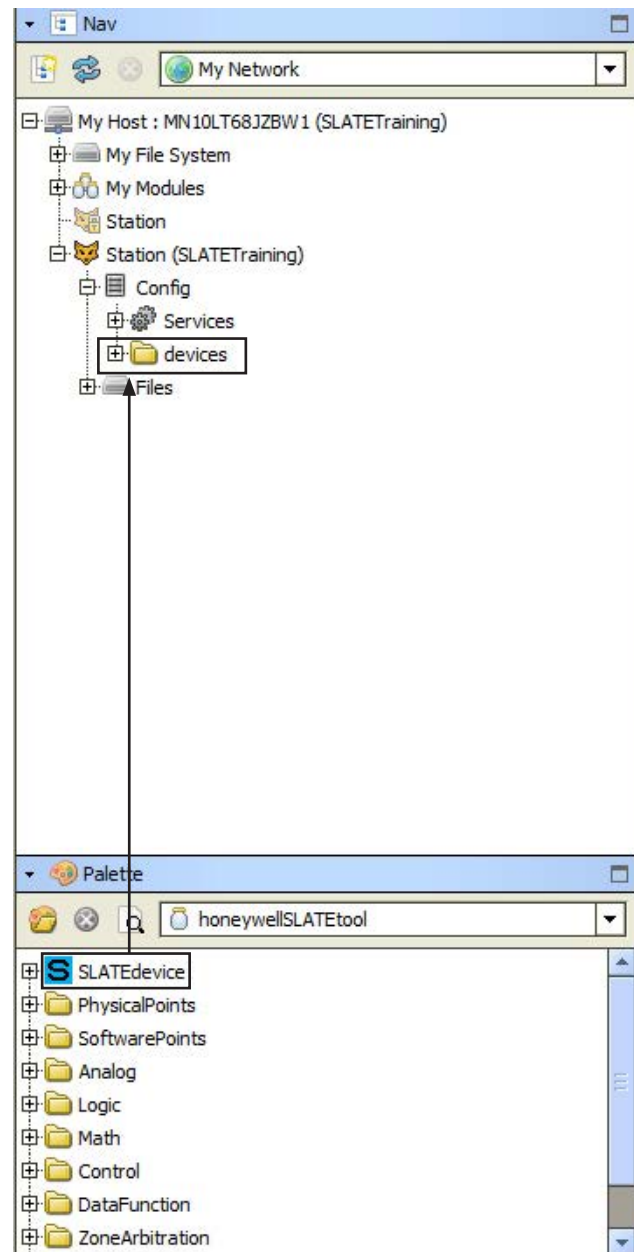 Nav
My Network
My Host : MN10LT68JZBW1 (SLATETraining)
My File System
My Modules
Station
Station (SLATETraining)
Config
Services
devices
Files
Palette
honeywellSLATEtool
S SLATEdevice
PhysicalPoints
SoftwarePoints
Analog
Logic
Math
Control
DataFunction
ZoneArbitration